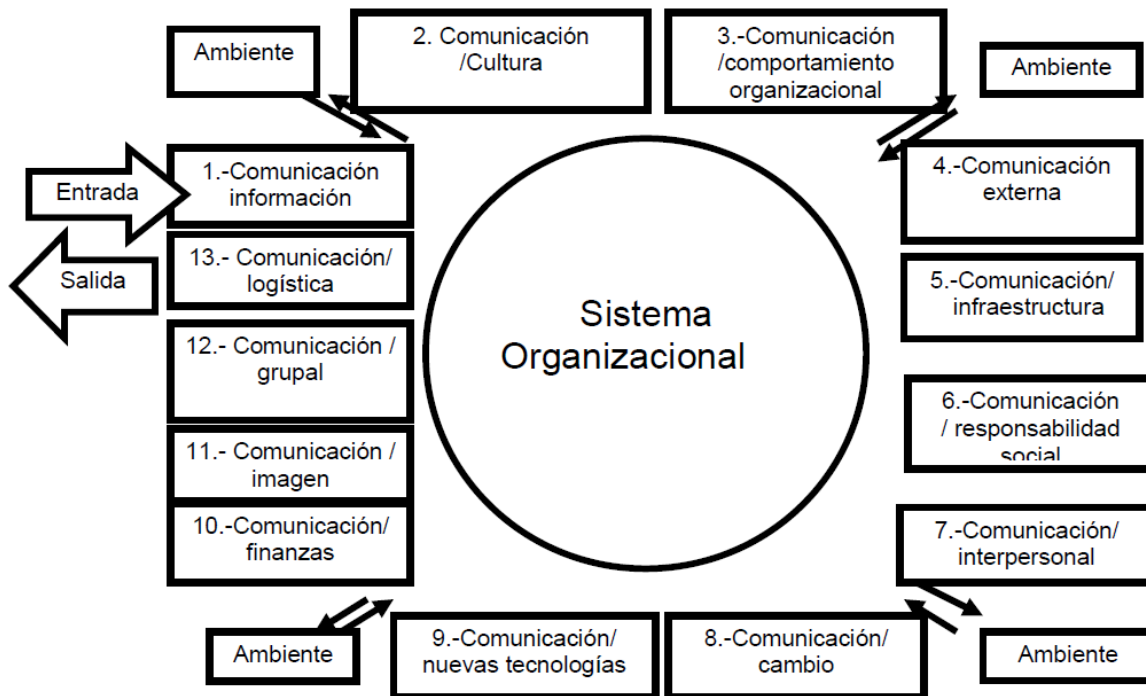 Ambiente
2. Comunicación
/Cultura
3.-Comunicación
/comportamiento
organizacional
Ambiente
Entrada
1.-Comunicación
información
4.-Comunicación
externa
Salida
13.- Comunicación/
logística
5.-Comunicación/
infraestructura
Sistema
Organizacional
12.- Comunicación /
grupal
6.-Comunicación
/ responsabilidad
social
11.- Comunicación /
imagen
10.-Comunicación/
finanzas
7.-Comunicación/
interpersonal
Ambiente
9.-Comunicación/
nuevas tecnologías
8.-Comunicación/
cambio
Ambiente